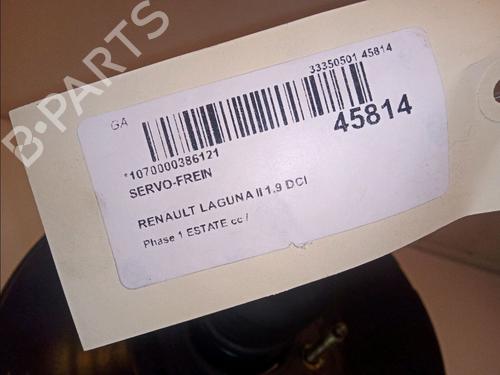 B-PARTS
GA
33350501 45814
45814
*1070000386121
SERVO-FREIN
RENAULT LAGUNA II 1.9 DCI
Phase 1 ESTATE cc /